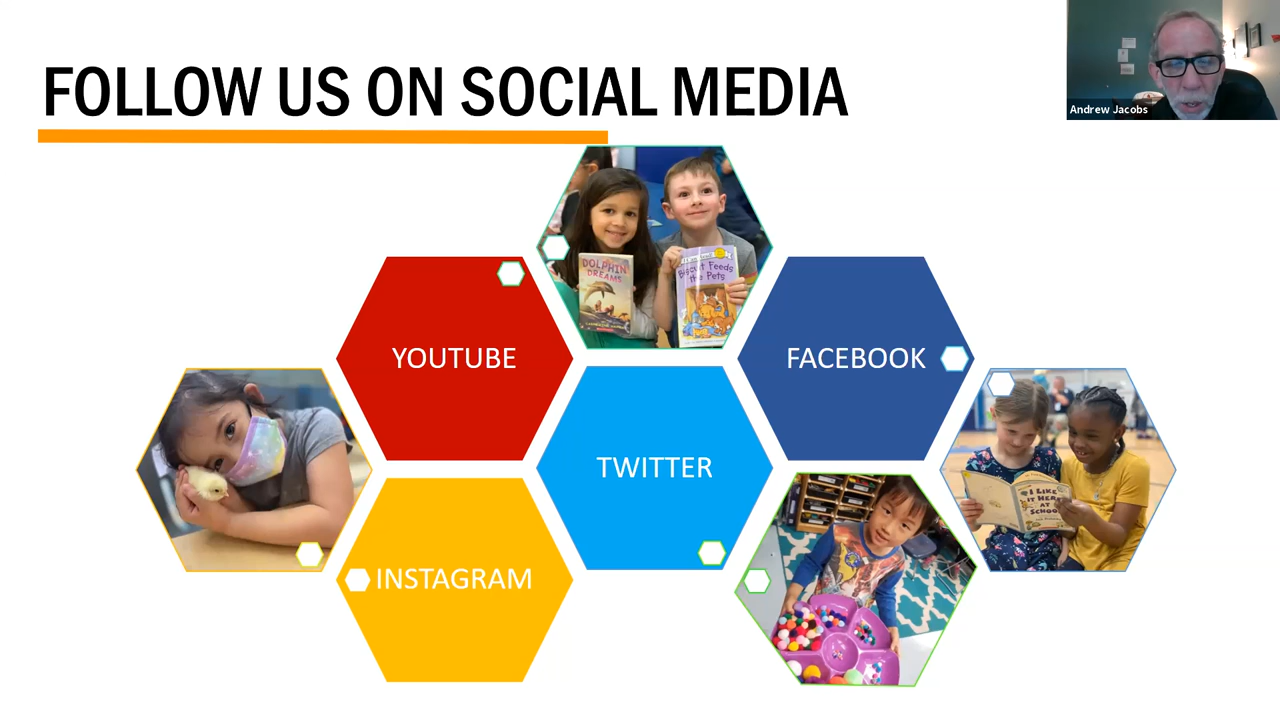 FOLLOW US ON SOCIAL MEDIA
Andrew Jacobs
DOLPHIN
DREAMS
Biscuit Feeds
the Pets
YOUTUBE
FACEBOOK
TWITTER
I LIKE
IT HERE
AT
SCHOOL
INSTAGRAM